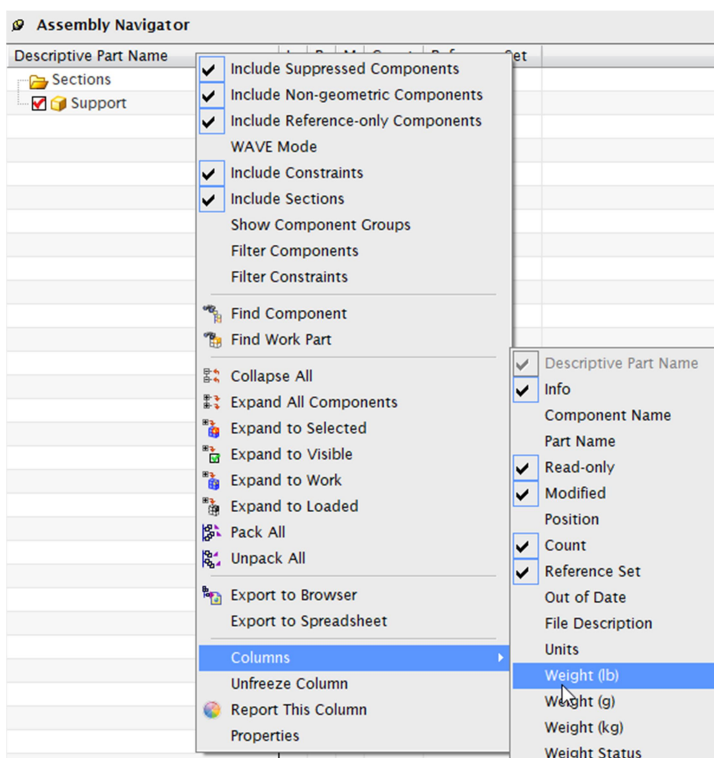 Assembly Navigator
Descriptive Part Name
Sections
Support
Include Suppressed Components
Include Non-geometric Components
Include Reference-only Components
WAVE Mode
Include Constraints
Include Sections
Show Component Groups
Filter Components
Filter Constraints
Find Component
Find Work Part
Collapse All
Expand All Components
Expand to Selected
Expand to Visible
Expand to Work
Expand to Loaded
Pack All
Unpack All
Export to Browser
Export to Spreadsheet
Columns
Unfreeze Column
Report This Column
Properties
Descriptive Part Name
Info
Component Name
Part Name
Read-only
Modified
Position
Count
Reference Set
Out of Date
File Description
Units
Weight (lb)
Weight (g)
Weight (kg)
Weight Status